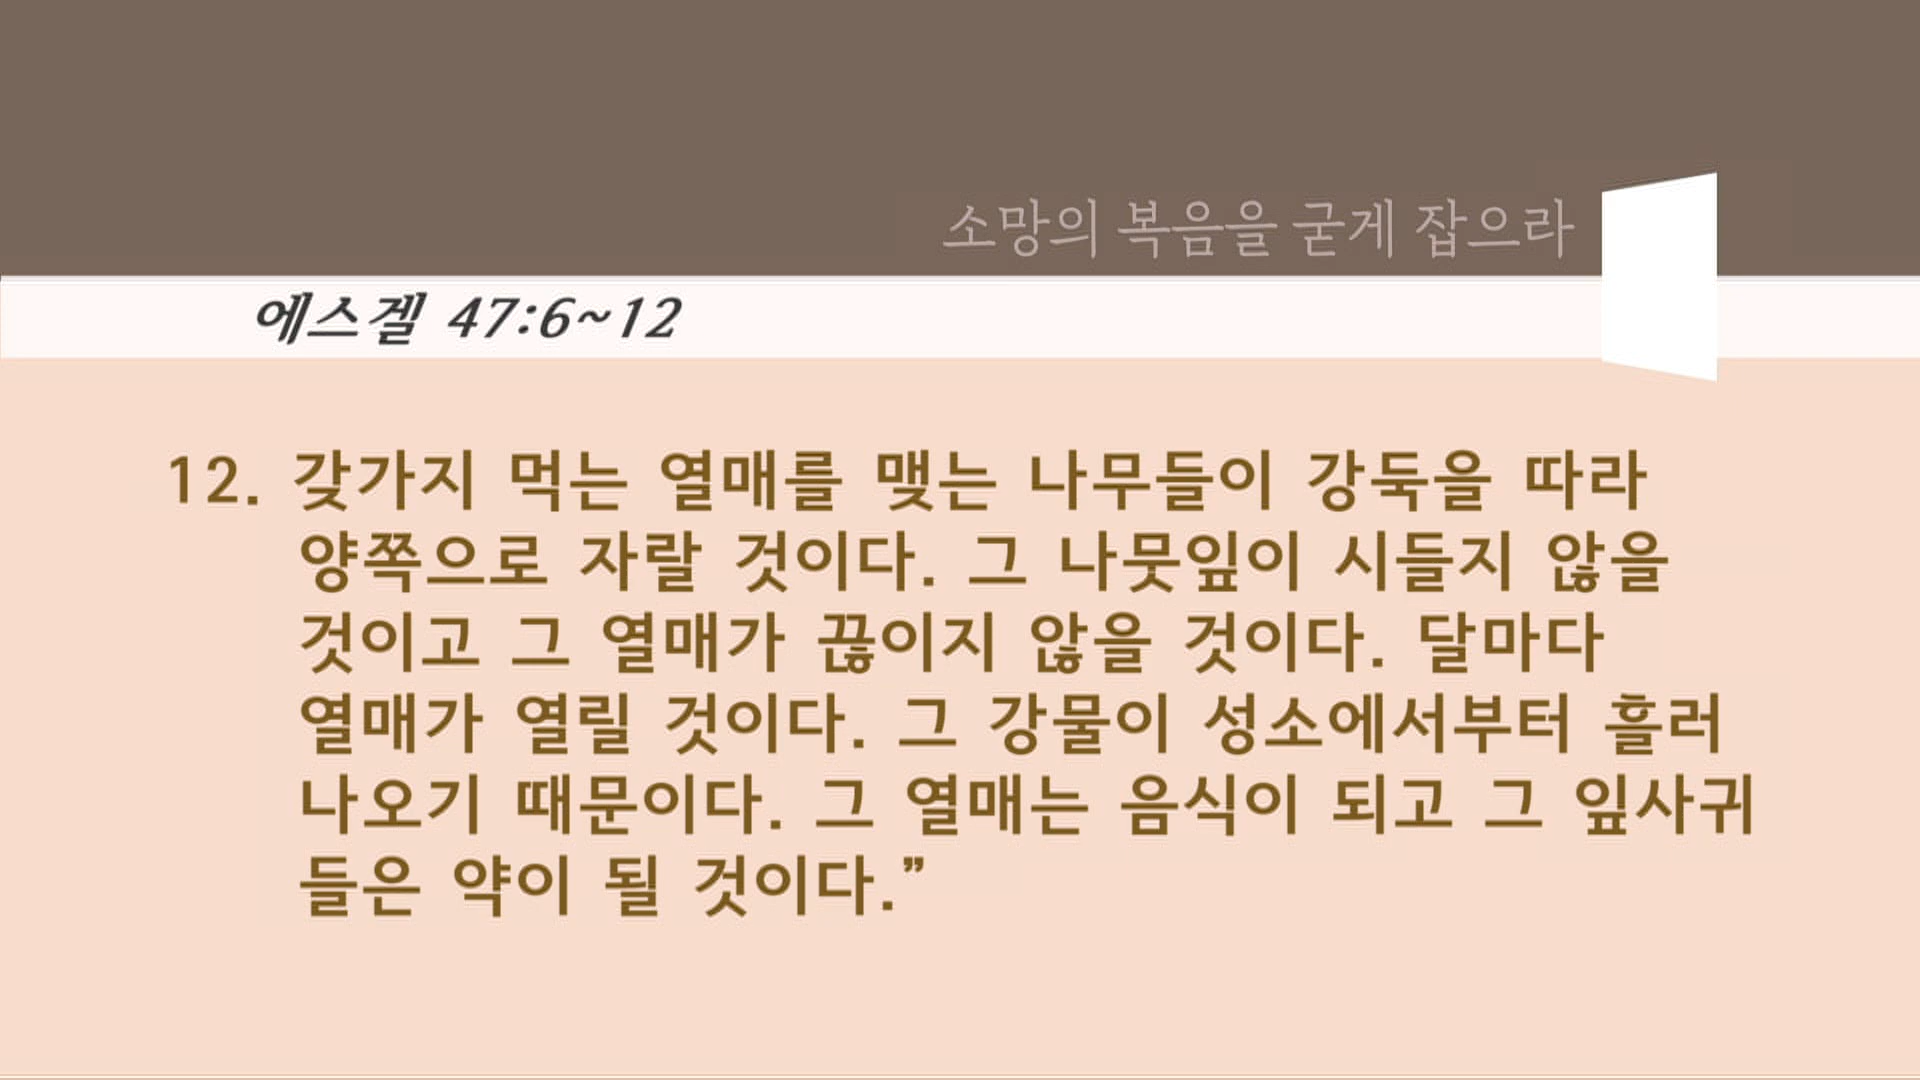 소망의 복음을 굳게 잡으라
에스겔 47:6~12
12. 갖가지 먹는 열매를 맺는 나무들이 강둑을 따라
양쪽으로 자랄 것이다. 그 나뭇잎이 시들지 않을
것이고 그 열매가 끊이지 않을 것이다. 달마다
열매가 열릴 것이다. 그 강물이 성소에서부터 흘러
나오기 때문이다. 그 열매는 음식이 되고 그 잎사귀
들은 약이 될 것이다.”